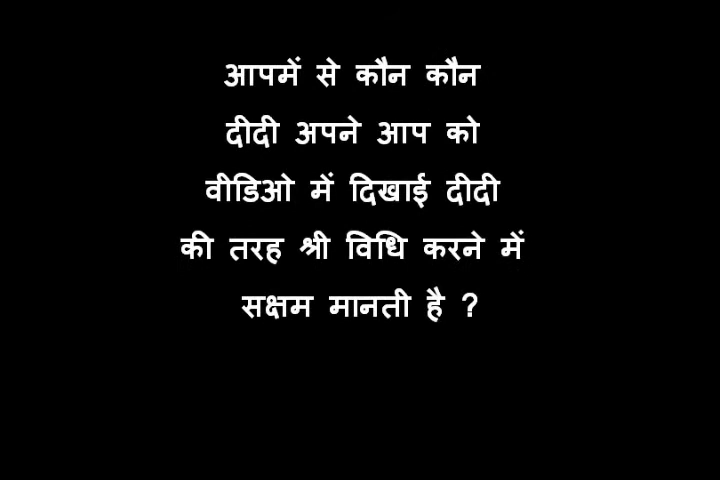 आपमें से कौन कौन
दीदी अपने आप को
वीडिओ में दिखाई दीदी
की तरह श्री विधि करने में
सक्षम मानती है ?